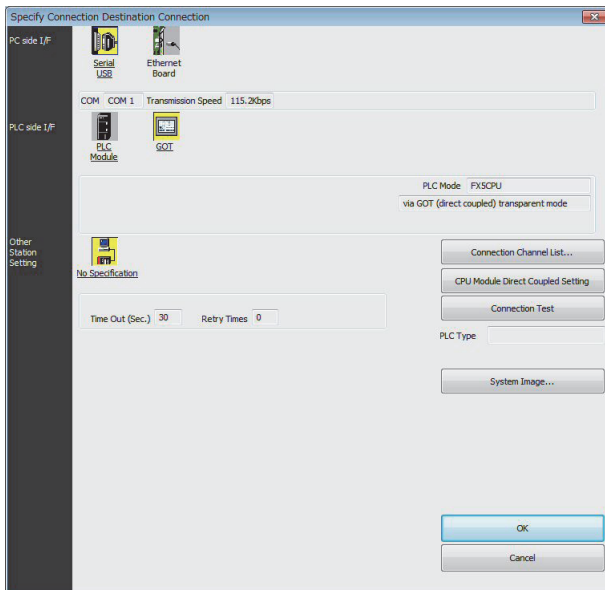 Specify Connection Destination Connection
PC side I/F
Serial
USB
Ethernet
Board
COM COM 1 Transmission Speed 115.2Kbps
PLC side I/F
PLC
Module
GOT
PLC Mode FX5CPU
via GOT (direct coupled) transparent mode
Other
Station
Setting
No Specification
Connection Channel List...
CPU Module Direct Coupled Setting
Time Out (Sec.) 30 Retry Times 0
Connection Test
PLC Type
System Image...
OK
Cancel